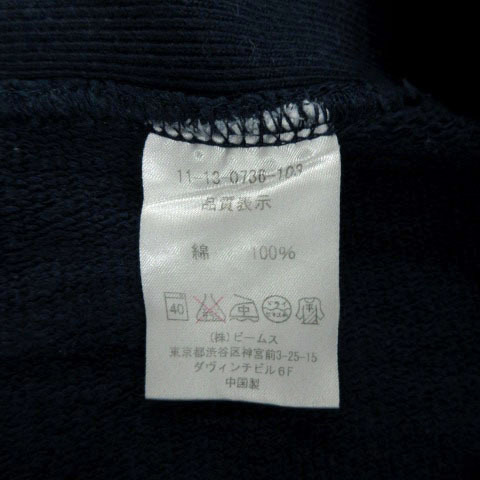 11-13-0736-103
品質表示
綿 100%
40
(株)ビームス
東京都渋谷区神宮前3-25-15
ダヴィンチビル6F
中国製